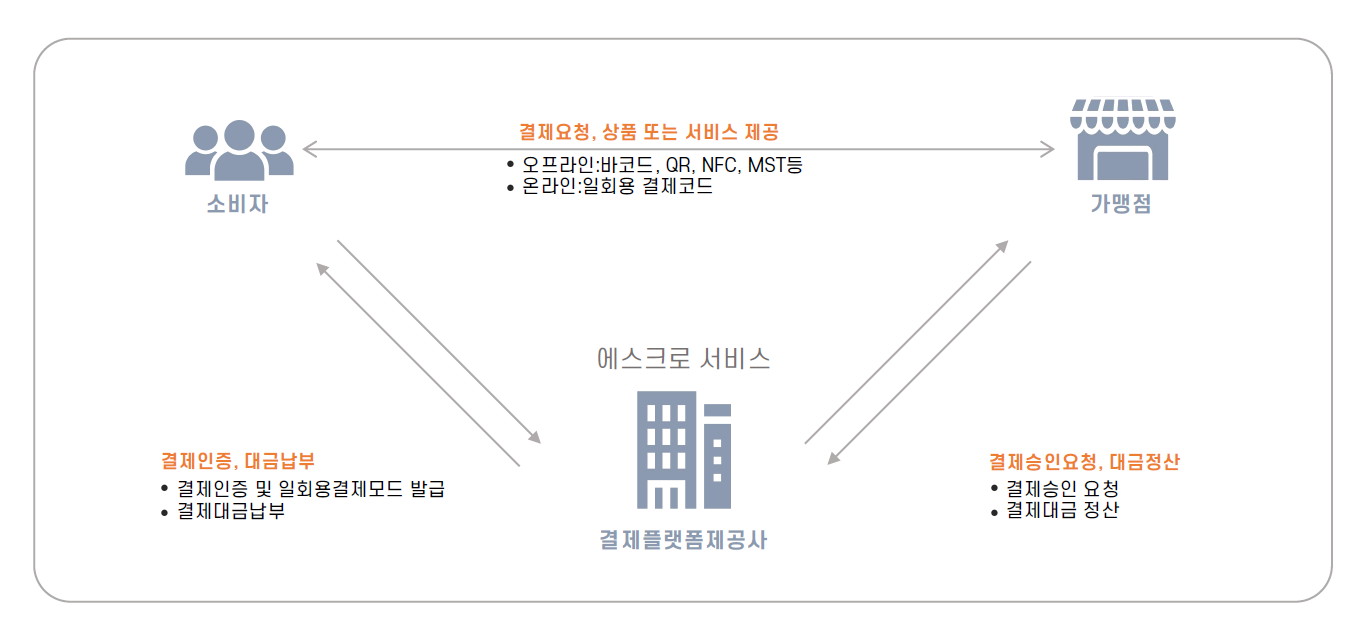 결제요청, 상품 또는 서비스 제공
• 오프라인:바코드, QR, NFC, MST등
• 온라인:일회용 결제코드
소비자
가맹점
에스크로 서비스
결제인증, 대금납부
• 결제인증 및 일회용결제모드 발급
• 결제대금납부
결제승인요청, 대금정산
• 결제승인 요청
• 결제대금 정산
결제플랫폼제공사